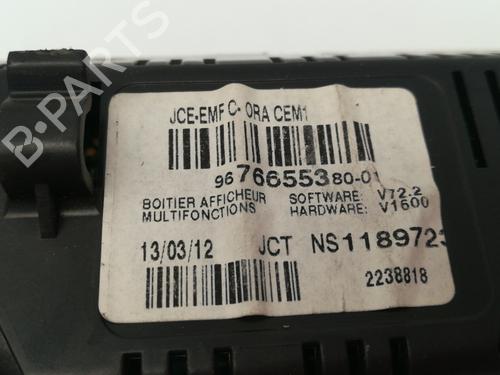 JCE-EMF C- ORA CEM1
96 766553 80-01
BOITIER AFFICHEUR SOFTWARE: V72.2
MULTIFONCTIONS HARDWARE: V1600
13/03/12 JCT NS1189723
2238818
B-PARTS